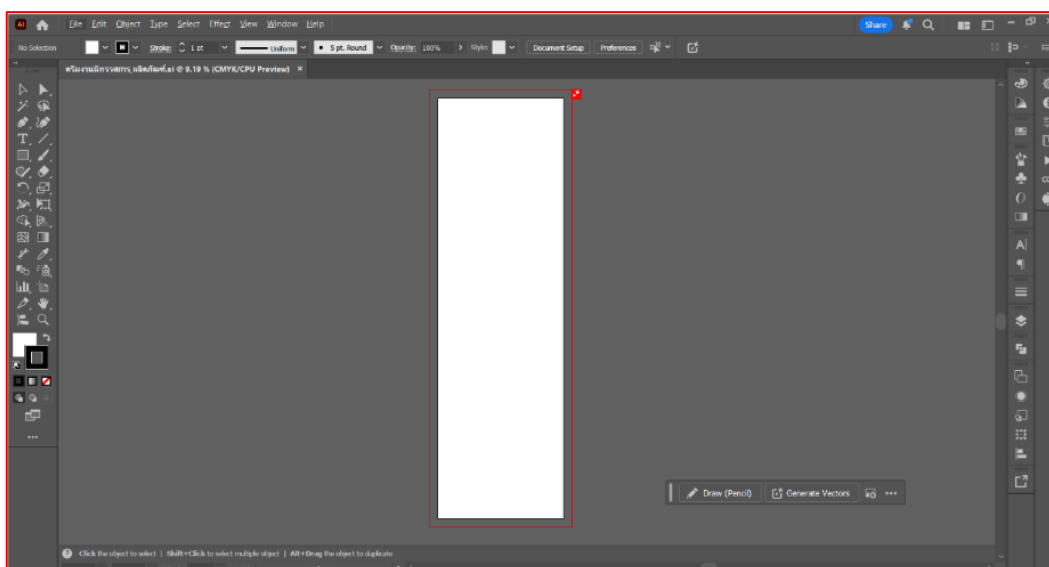 Ai File Edit Object Type Select Effect View Window Help Share
No Selection Stroke: 1 pt Uniform 5 pt. Round Opacity: 100% Style: Document Setup Preferences
@ 9.19 % (CMYK/CPU Preview) ×
Draw (Pencil) Generate Vectors
Click the object to select | Shift+Click to select multiple object | Alt+Drag the object to duplicate